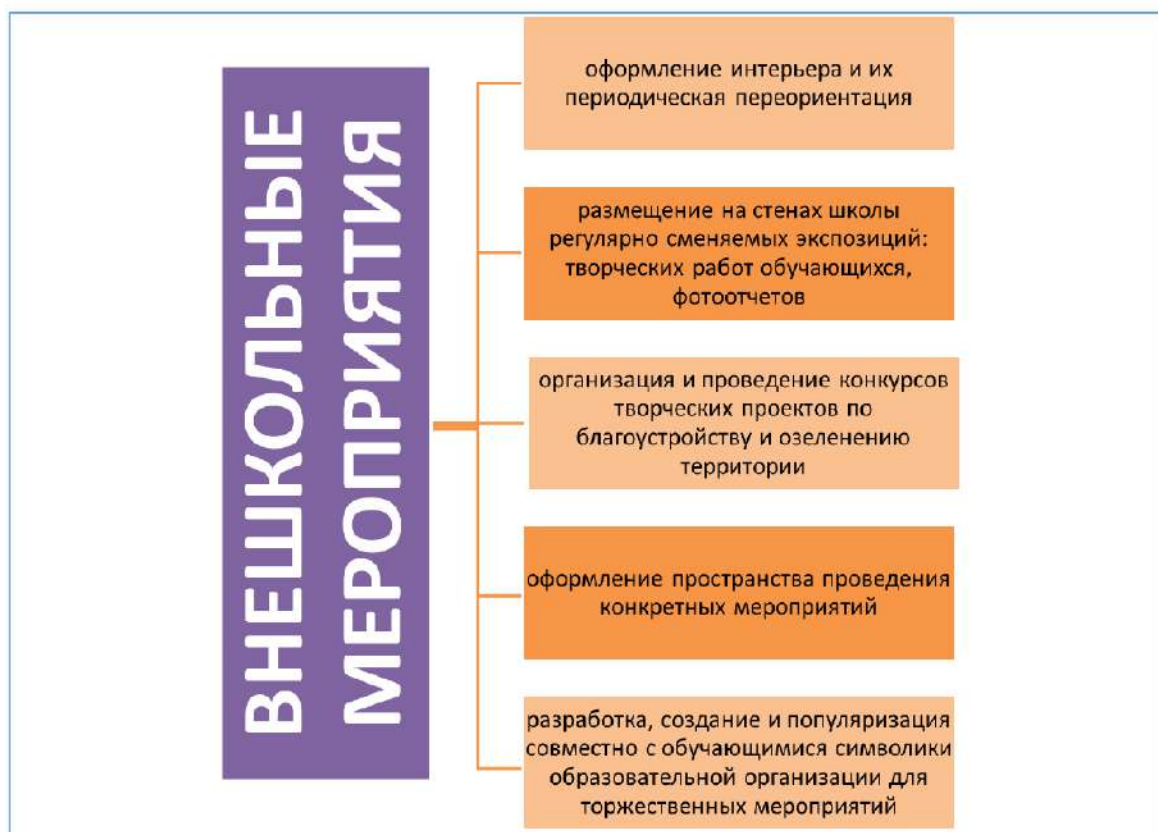 ВНЕШКОЛЬНЫЕ
МЕРОПРИЯТИЯ
оформление интерьера и их
периодическая переориентация
размещение на стенах школы
регулярно сменяемых экспозиций:
творческих работ обучающихся,
фотоотчетов
организация и проведение конкурсов
творческих проектов по
благоустройству и озеленению
территории
оформление пространства проведения
конкретных мероприятий
разработка, создание и популяризация
совместно с обучающимися символики
образовательной организации для
торжественных мероприятий